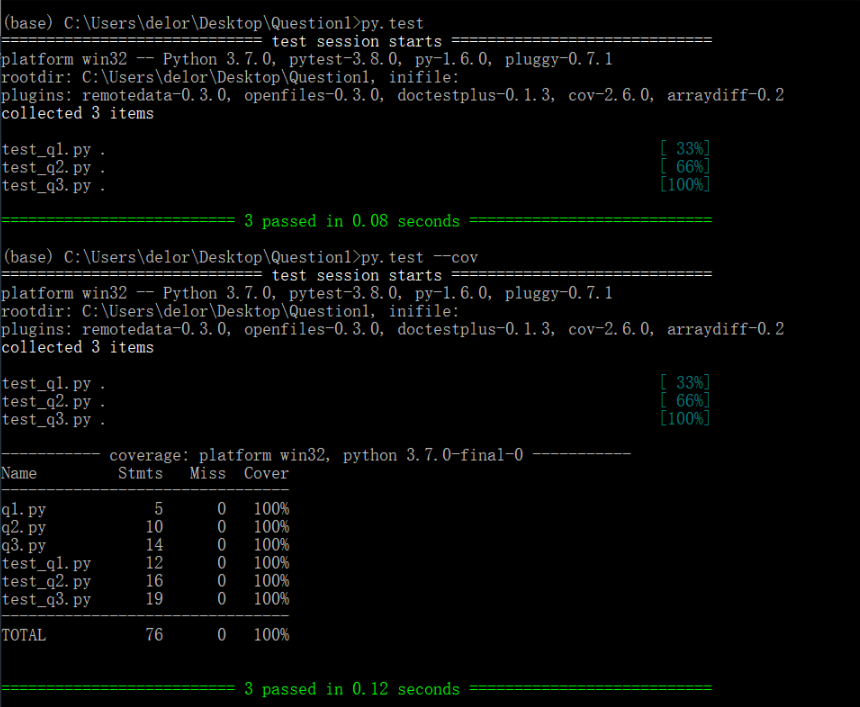 (base) C:\Users\delor\Desktop\Question1>py.test
============================= test session starts =============================
platform win32 -- Python 3.7.0, pytest-3.8.0, py-1.6.0, pluggy-0.7.1
rootdir: C:\Users\delor\Desktop\Question1, inifile:
plugins: remotedata-0.3.0, openfiles-0.3.0, doctestplus-0.1.3, cov-2.6.0, arraydiff-0.2
collected 3 items
test_q1.py . [ 33%]
test_q2.py . [ 66%]
test_q3.py . [100%]
========================== 3 passed in 0.08 seconds ===========================
(base) C:\Users\delor\Desktop\Question1>py.test --cov
============================= test session starts =============================
platform win32 -- Python 3.7.0, pytest-3.8.0, py-1.6.0, pluggy-0.7.1
rootdir: C:\Users\delor\Desktop\Question1, inifile:
plugins: remotedata-0.3.0, openfiles-0.3.0, doctestplus-0.1.3, cov-2.6.0, arraydiff-0.2
collected 3 items
test_q1.py . [ 33%]
test_q2.py . [ 66%]
test_q3.py . [100%]
----------- coverage: platform win32, python 3.7.0-final-0 -----------
Name Stmts Miss Cover
--------------------------------
q1.py 5 0 100%
q2.py 10 0 100%
q3.py 14 0 100%
test_q1.py 12 0 100%
test_q2.py 16 0 100%
test_q3.py 19 0 100%
--------------------------------
TOTAL 76 0 100%
========================== 3 passed in 0.12 seconds ===========================